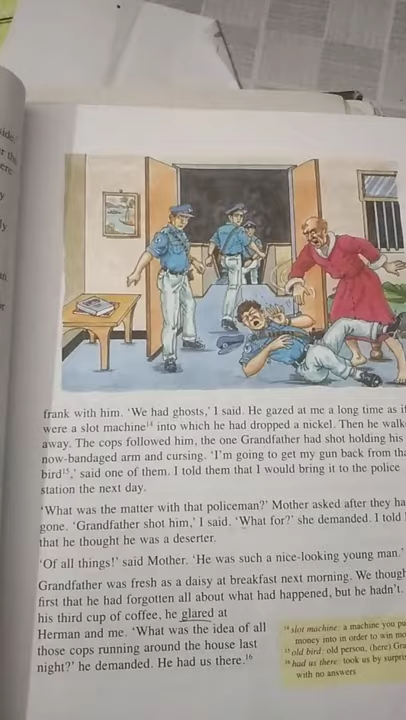 side.
frank with him. ‘We had ghosts,’ I said. He gazed at me a long time as if
were a slot machine¹⁴ into which he had dropped a nickel. Then he walk
away. The cops followed him, the one Grandfather had shot holding his
now-bandaged arm and cursing. ‘I'm going to get my gun back from tha
bird¹⁵,’ said one of them. I told them that I would bring it to the police
station the next day.
‘What was the matter with that policeman?’ Mother asked after they ha
gone. ‘Grandfather shot him,’ I said. ‘What for?’ she demanded. I told
that he thought he was a deserter.
‘Of all things!’ said Mother. ‘He was such a nice-looking young man.’
Grandfather was fresh as a daisy at breakfast next morning. We though
first that he had forgotten all about what had happened, but he hadn't.
his third cup of coffee, he glared at
Herman and me. ‘What was the idea of all
those cops running around the house last
night?’ he demanded. He had us there.¹⁶
¹⁴ slot machine: a machine you pu
money into in order to win mo
¹⁵ old bird: old person, (here) Gra
¹⁶ had us there: took us by surpri
with no answers